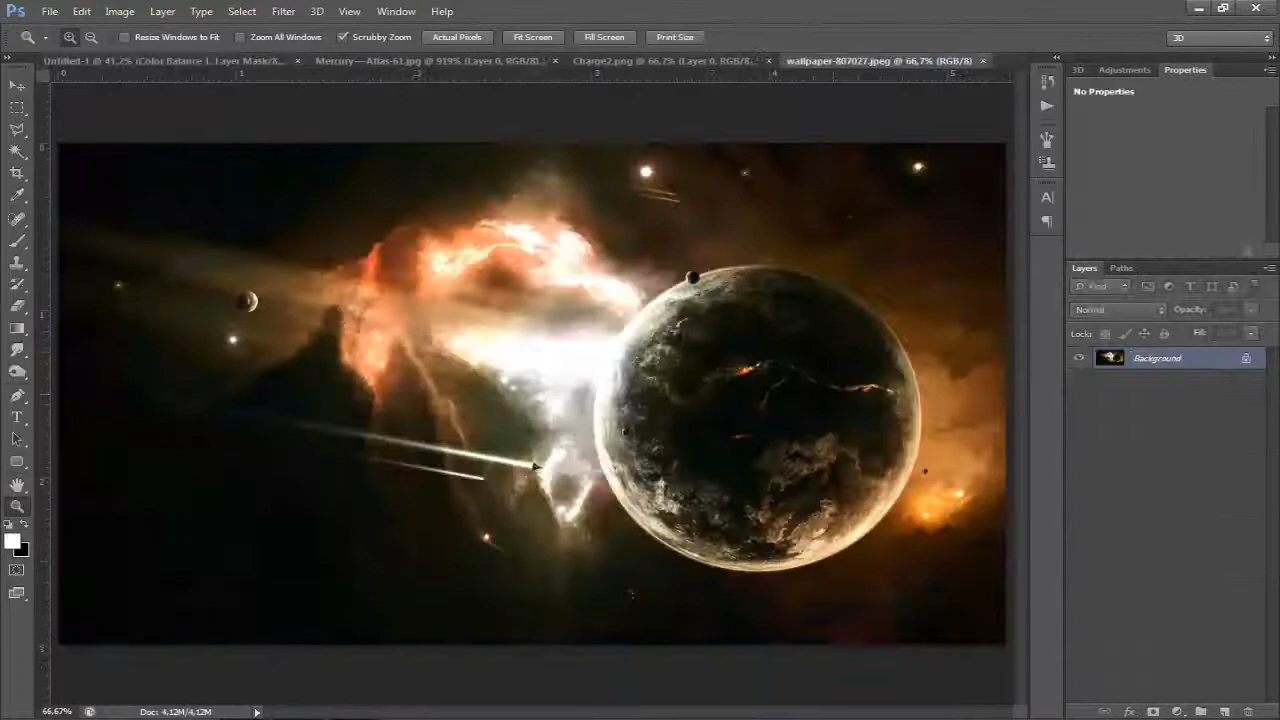 Ps File Edit Image Layer Type Select Filter 3D View Window Help
Resize Windows to Fit Zoom All Windows Scrubby Zoom Actual Pixels Fit Screen Fill Screen Print Size 3D
Untitled-1 @ 41,2% (Color Balance 1, Layer Mask/8... × Mercury—Atlas-61.jpg @ 919% (Layer 0, RGB/8) × Charge2.png @ 66,7% (Layer 0, RGB/8... × wallpaper-807027.jpeg @ 66,7% (RGB/8) ×
3D Adjustments Properties
No Properties
Layers Paths
Kind
Normal Opacity:
Lock: Fill:
Background
66,67% Doc: 4,12M/4,12M